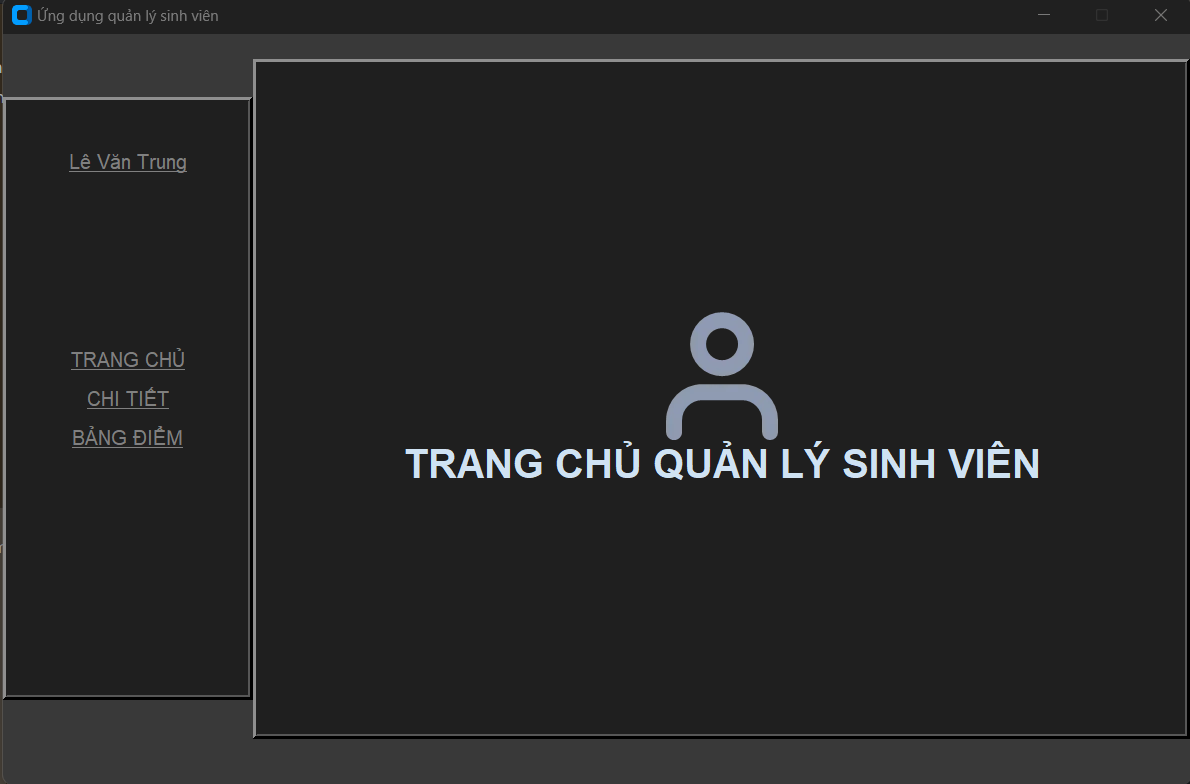 Ứng dụng quản lý sinh viên
Lê Văn Trung
TRANG CHỦ
CHI TIẾT
BẢNG ĐIỂM
TRANG CHỦ QUẢN LÝ SINH VIÊN